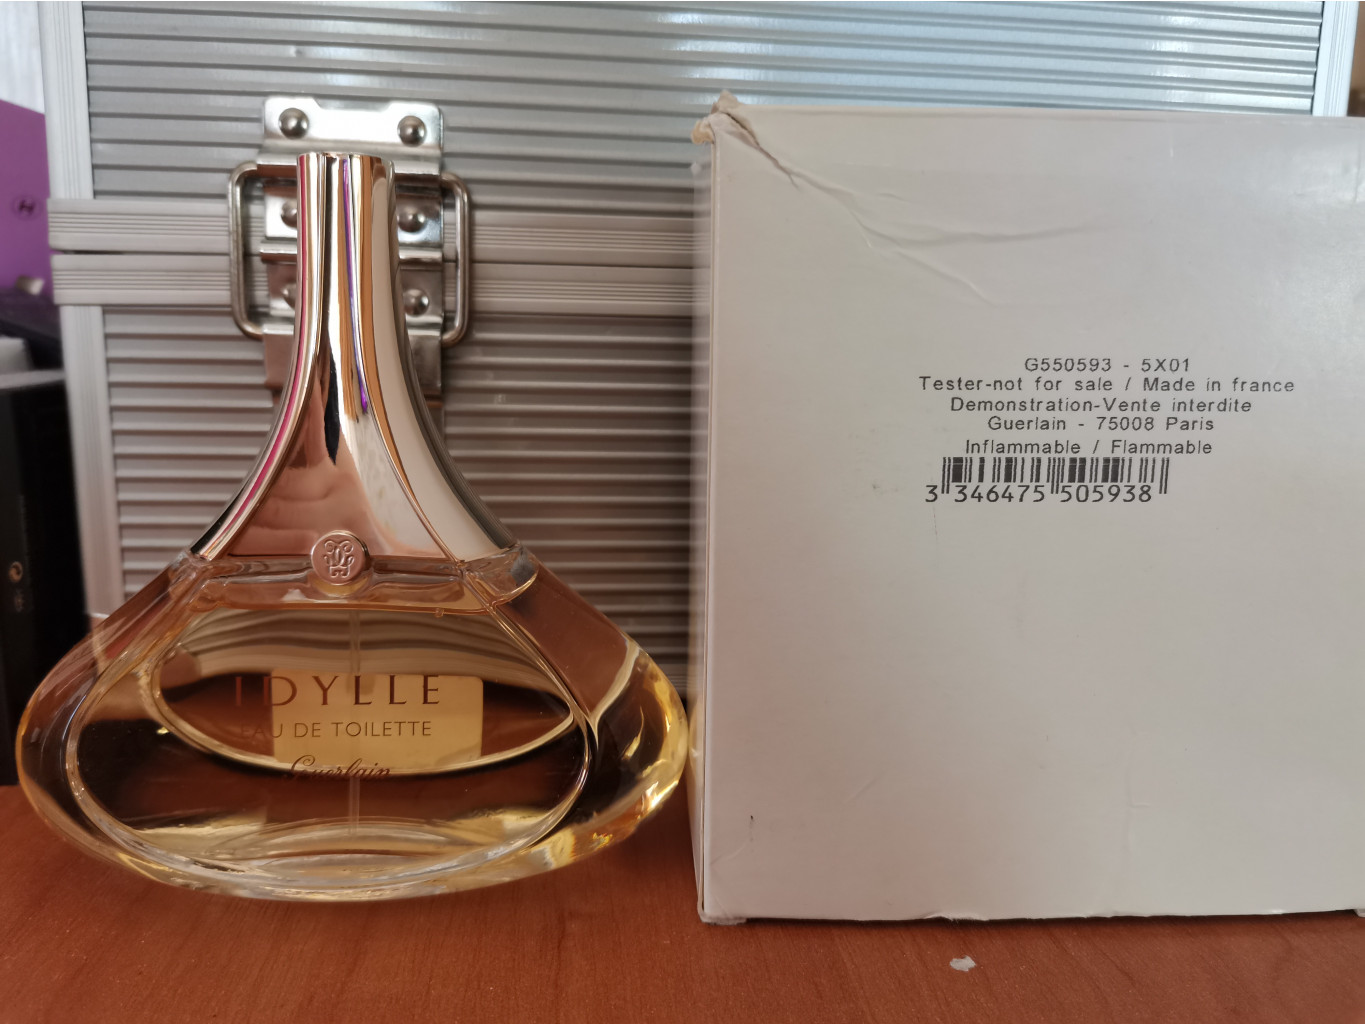 IDYLLE
EAU DE TOILETTE
Guerlain
G550593 - 5X01
Tester-not for sale / Made in france
Demonstration-Vente interdite
Guerlain - 75008 Paris
Inflammable / Flammable
3 346475 505938